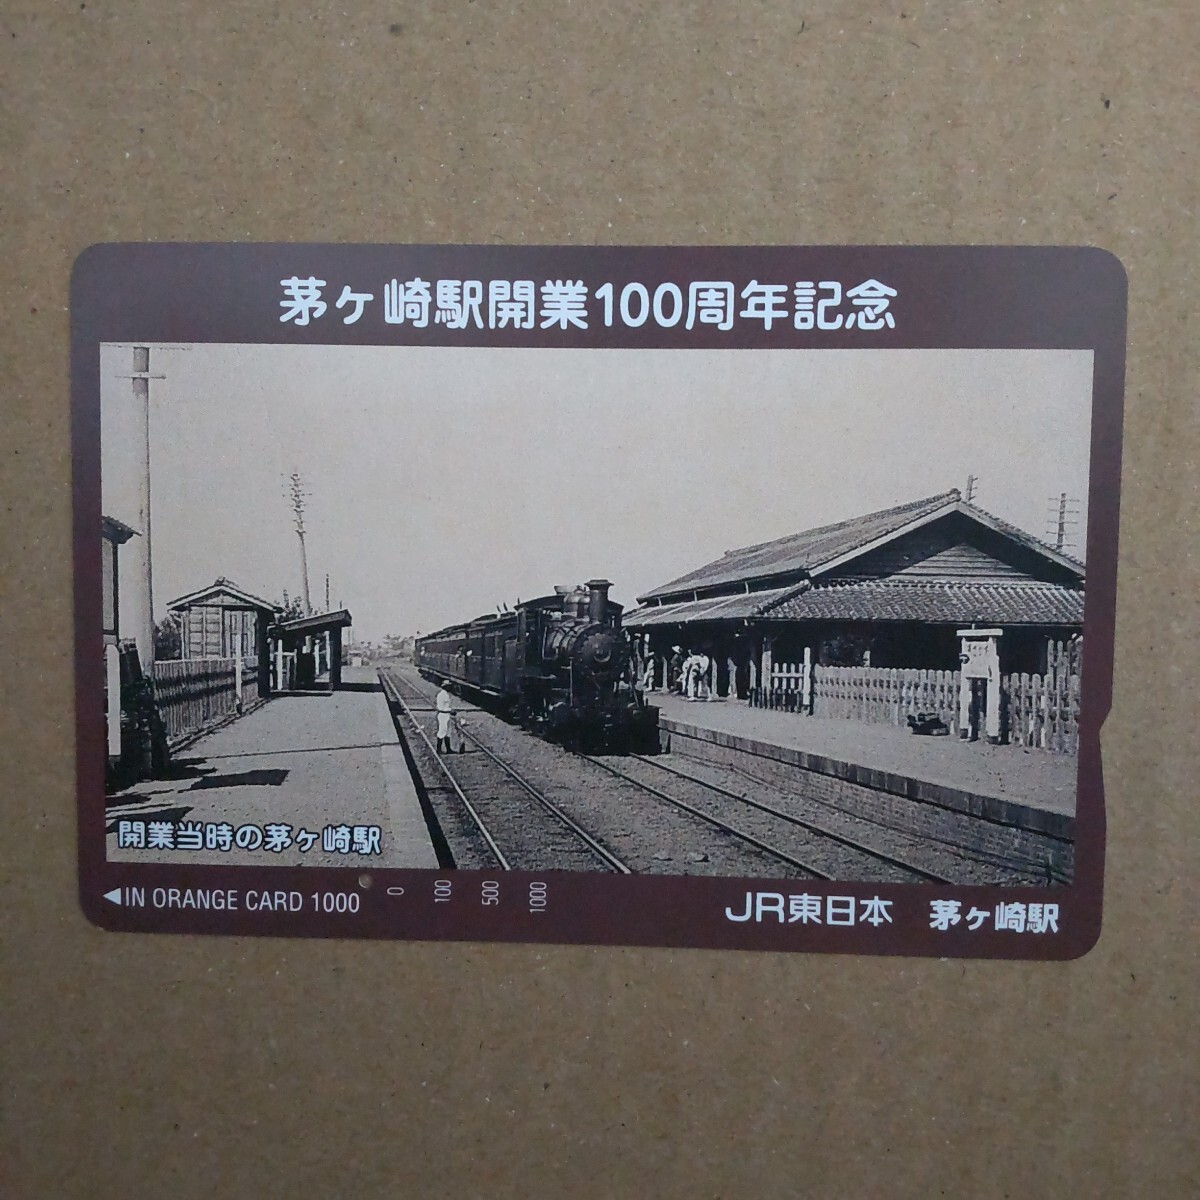 茅ヶ崎駅開業100周年記念
開業当時の茅ヶ崎駅
◀IN ORANGE CARD 1000 0 100 500 1000
JR東日本 茅ヶ崎駅